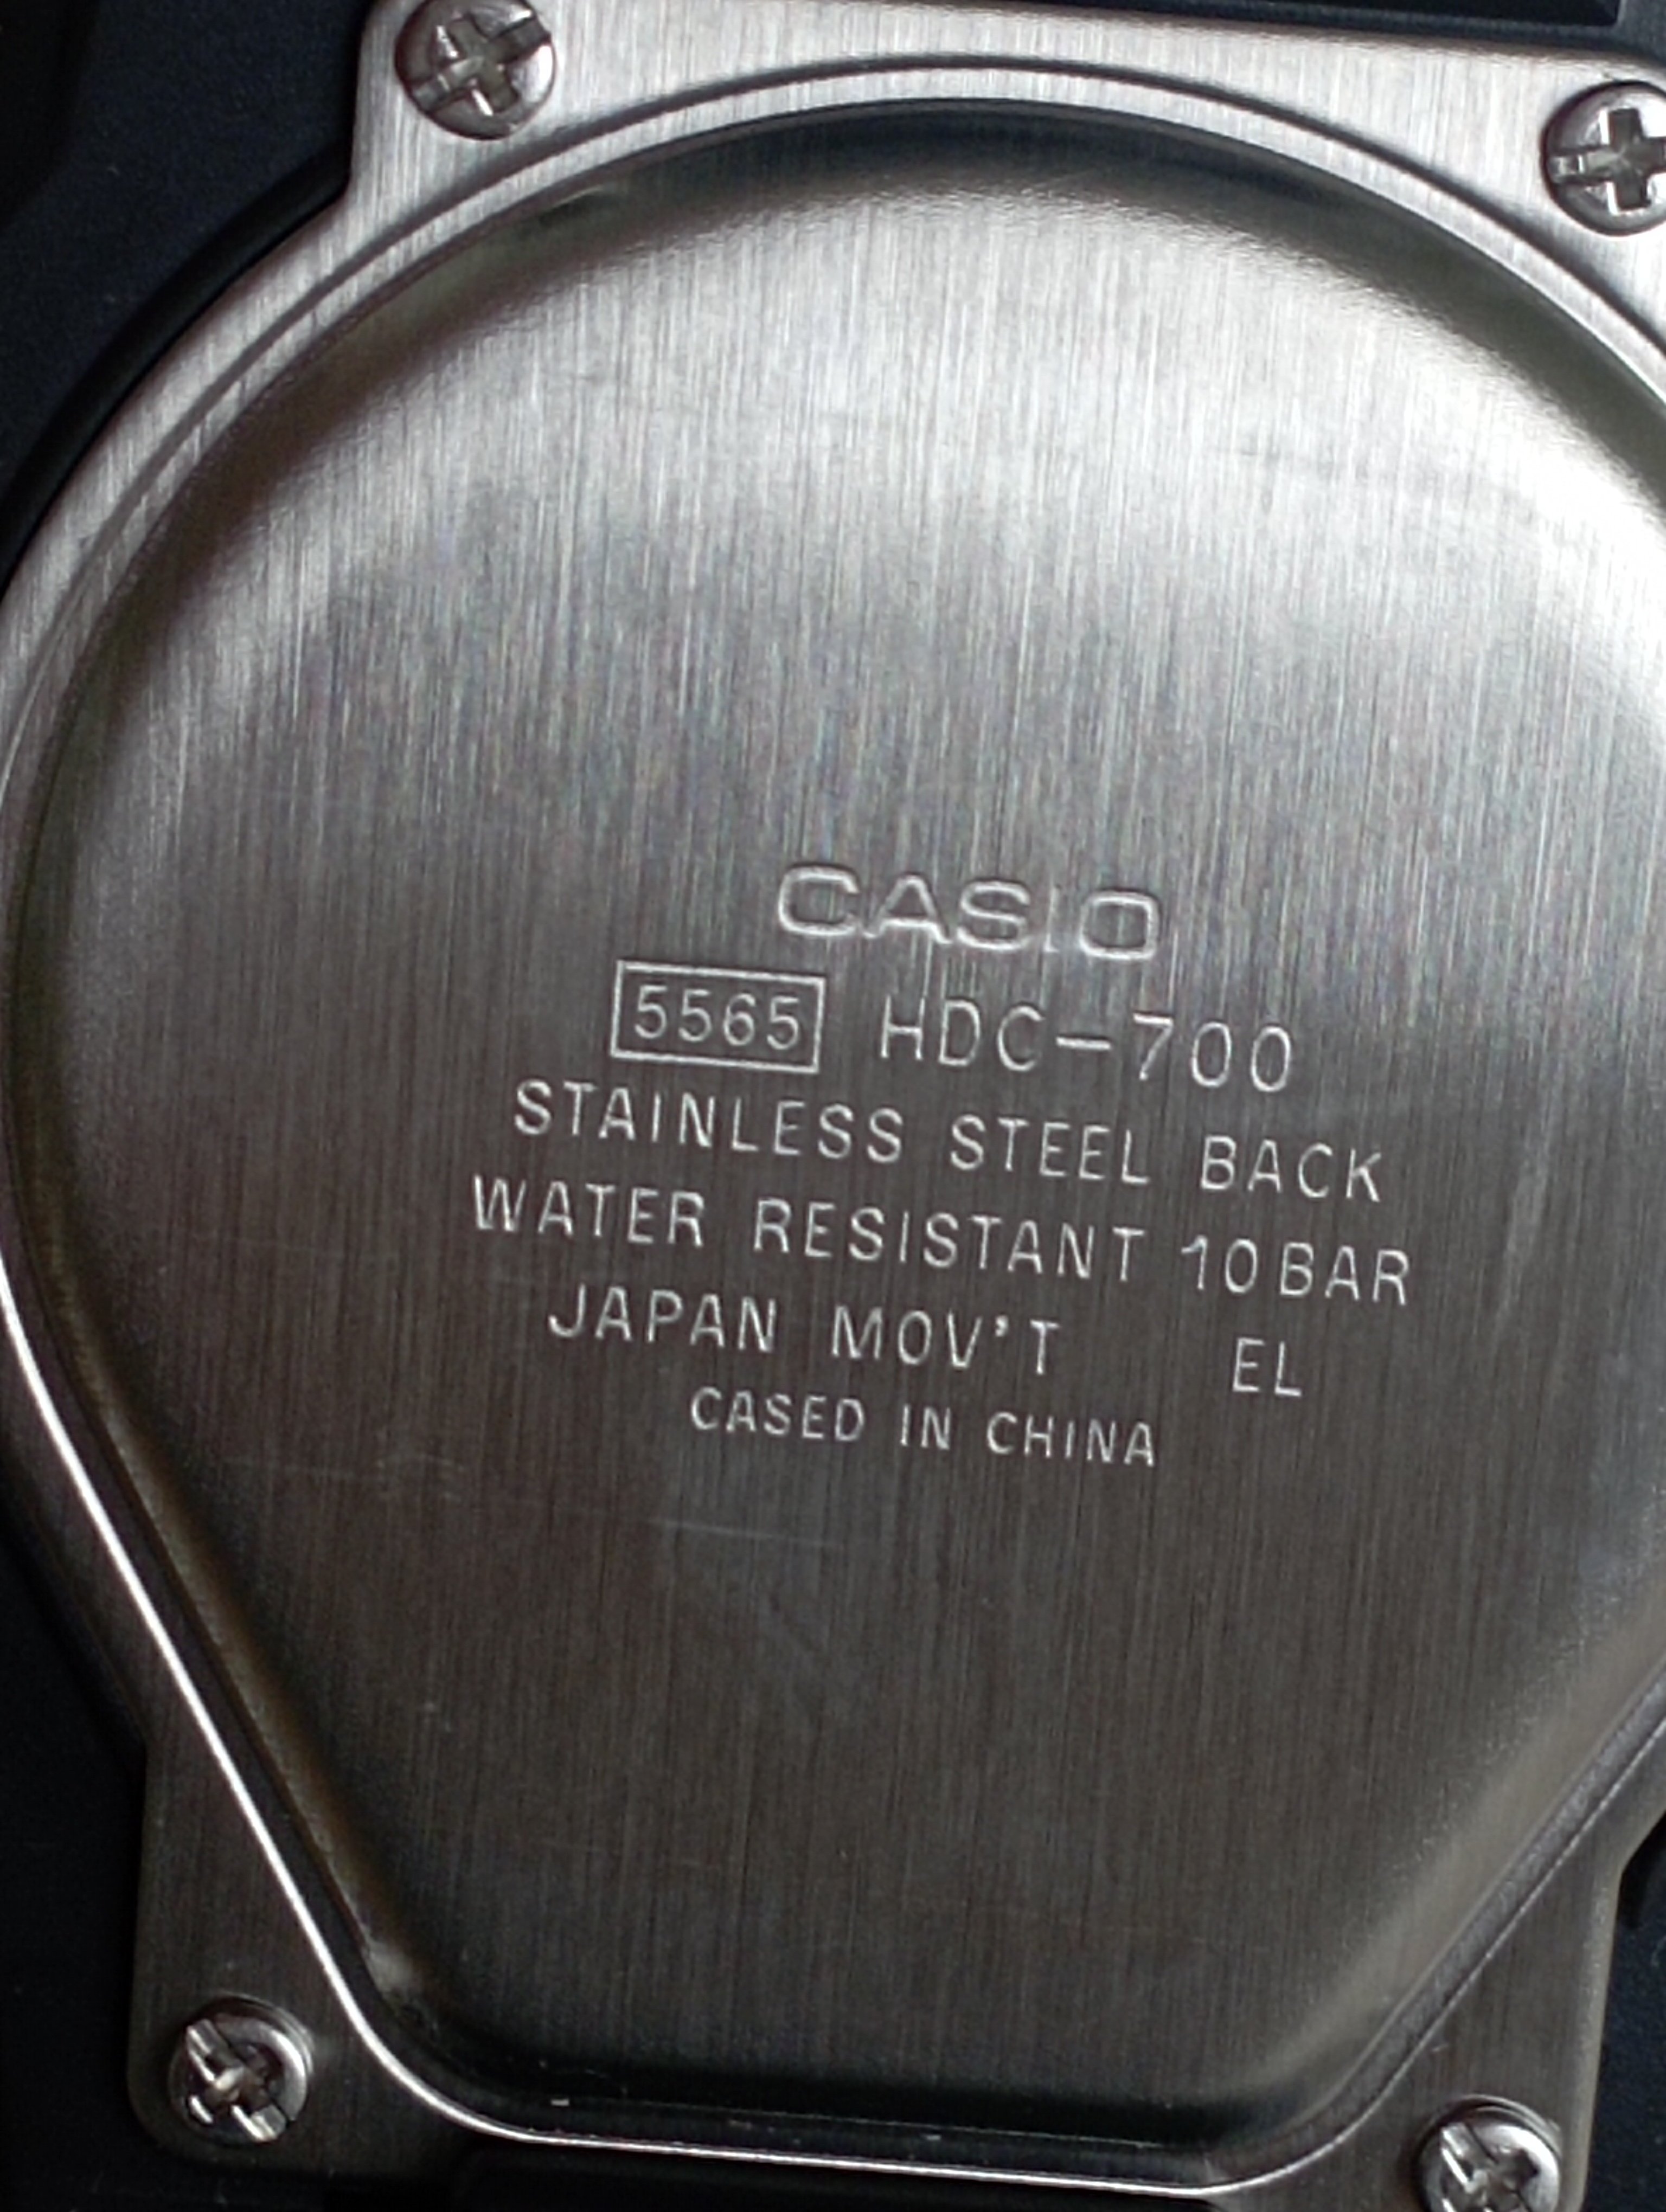 CASIO
5565 HDC-700
STAINLESS STEEL BACK
WATER RESISTANT 10BAR
JAPAN MOV'T EL
CASED IN CHINA